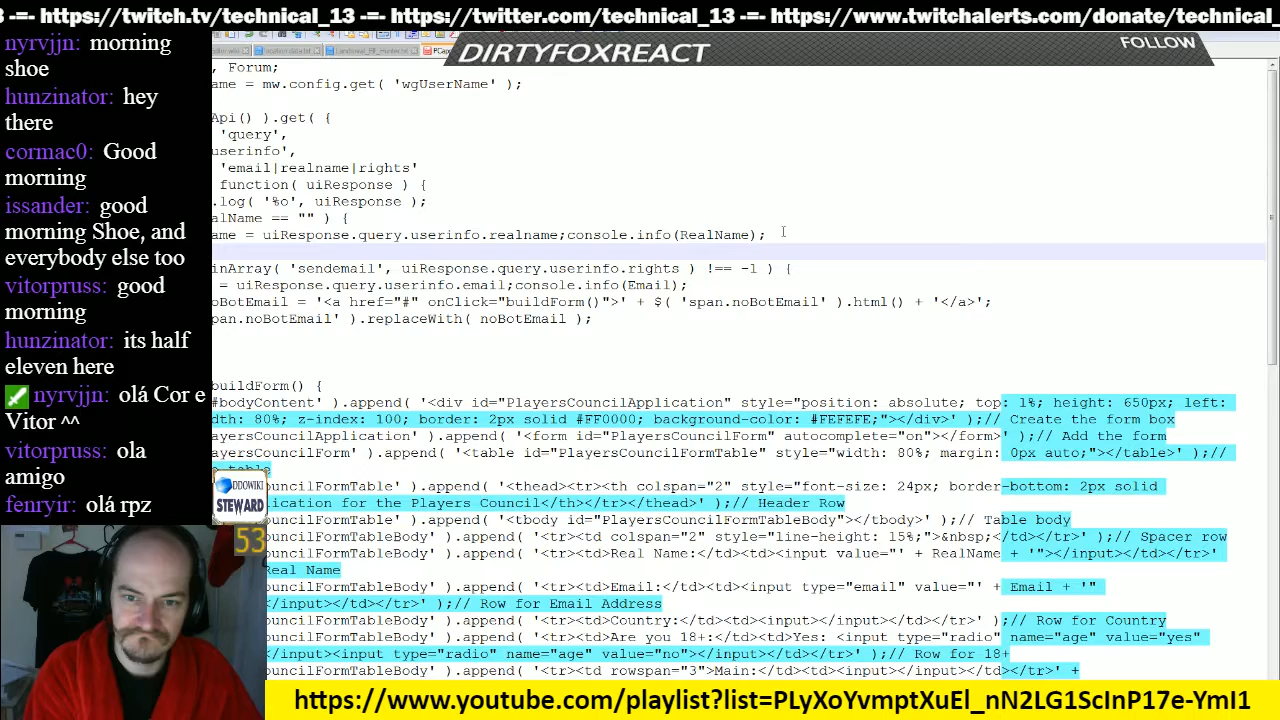 3 -=- https://twitch.tv/technical_13 -=- https://twitter.com/technical_13 -=- https://www.twitchalerts.com/donate/technical_
DIRTYFOXREACT
FOLLOW
nyrvjjn: morning
shoe
hunzinator: hey
there
cormac0: Good
morning
issander: good
morning Shoe, and
everybody else too
vitorpruss: good
morning
hunzinator: its half
eleven here
nyrvjjn: olá Cor e
Vitor ^^
vitorpruss: ola
amigo
fenryir: olá rpz
, Forum;
ame = mw.config.get( 'wgUserName' );
Api() ).get( {
'query',
userinfo',
'email|realname|rights'
function( uiResponse ) {
.log( '%o', uiResponse );
alName == "" ) {
ame = uiResponse.query.userinfo.realname;console.info(RealName);
inArray( 'sendemail', uiResponse.query.userinfo.rights ) !== -1 ) {
= uiResponse.query.userinfo.email;console.info(Email);
oBotEmail = '<a href="#" onClick="buildForm()">' + $( 'span.noBotEmail' ).html() + '</a>';
pan.noBotEmail' ).replaceWith( noBotEmail );
buildForm() {
#bodyContent' ).append( '<div id="PlayersCouncilApplication" style="position: absolute; top: 1%; height: 650px; left:
dth: 80%; z-index: 100; border: 2px solid #FF0000; background-color: #FEFEFE;"></div>' );// Create the form box
ayersCouncilApplication' ).append( '<form id="PlayersCouncilForm" autocomplete="on"></form>' );// Add the form
ayersCouncilForm' ).append( '<table id="PlayersCouncilFormTable" style="width: 80%; margin: 0px auto;"></table>' );//
table
ouncilFormTable' ).append( '<thead><tr><th colspan="2" style="font-size: 24px; border-bottom: 2px solid
ication for the Players Council</th></tr></thead>' );// Header Row
ouncilFormTable' ).append( '<tbody id="PlayersCouncilFormTableBody"></tbody>' );// Table body
ouncilFormTableBody' ).append( '<tr><td colspan="2" style="line-height: 15%;">&nbsp;</td></tr>' );// Spacer row
ouncilFormTableBody' ).append( '<tr><td>Real Name:</td><td><input value="' + RealName + '"></input></td></tr>'
Real Name
ouncilFormTableBody' ).append( '<tr><td>Email:</td><td><input type="email" value="' + Email + '"
</input></td></tr>' );// Row for Email Address
ouncilFormTableBody' ).append( '<tr><td>Country:</td><td><input></input></td></tr>' );// Row for Country
ouncilFormTableBody' ).append( '<tr><td>Are you 18+:</td><td>Yes: <input type="radio" name="age" value="yes"
</input><input type="radio" name="age" value="no"></input></td></tr>' );// Row for 18+
ouncilFormTableBody' ).append( '<tr><td rowspan="3">Main:</td><td><input></input></td></tr>' +
DDOWIKI
STEWARD
53
https://www.youtube.com/playlist?list=PLyXoYvmptXuEl_nN2LG1ScInP17e-YmI1